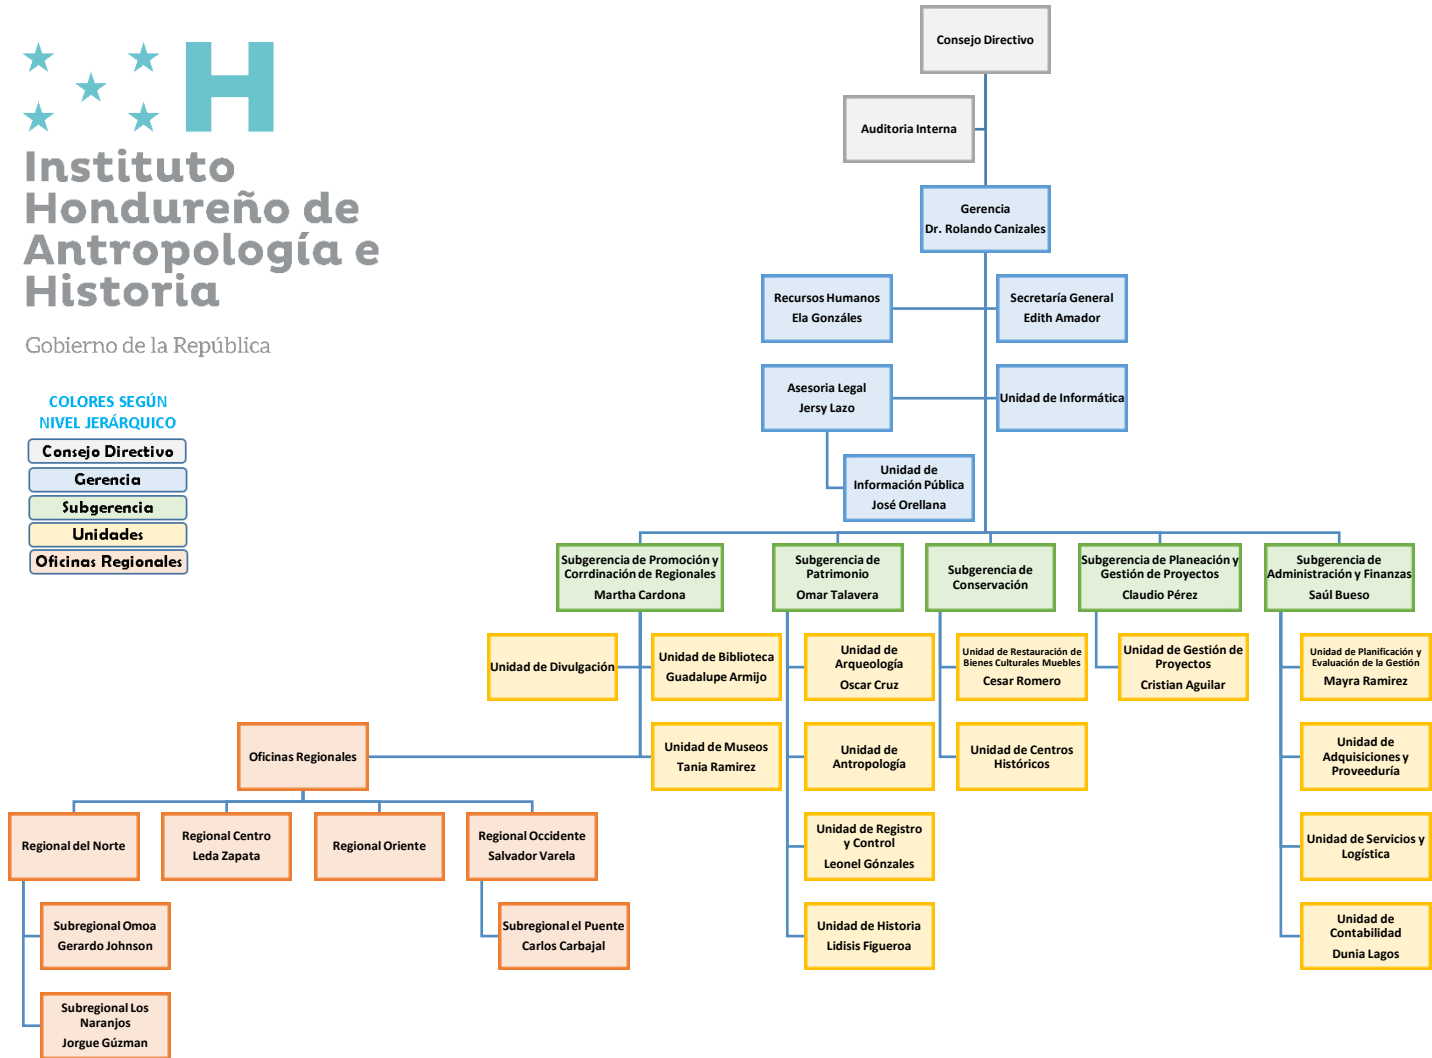 Consejo Directivo
Auditoria Interna
Gerencia
Dr. Rolando Canizales
Recursos Humanos
Ela Gonzáles
Secretaría General
Edith Amador
Asesoria Legal
Jersy Lazo
Unidad de Informática
Unidad de
Información Pública
José Orellana
Instituto
Hondureño de
Antropología e
Historia
Gobierno de la República
COLORES SEGÚN
NIVEL JERÁRQUICO
Consejo Directivo
Gerencia
Subgerencia
Unidades
Oficinas Regionales
Subgerencia de Promoción y
Corrdinación de Regionales
Martha Cardona
Subgerencia de
Patrimonio
Omar Talavera
Subgerencia de
Conservación
Subgerencia de Planeación y
Gestión de Proyectos
Claudio Pérez
Subgerencia de
Administración y Finanzas
Saúl Bueso
Unidad de Divulgación
Unidad de Biblioteca
Guadalupe Armijo
Unidad de
Arqueología
Oscar Cruz
Unidad de Restauración de
Bienes Culturales Muebles
Cesar Romero
Unidad de Gestión de
Proyectos
Cristian Aguilar
Unidad de Planificación y
Evaluación de la Gestión
Mayra Ramirez
Oficinas Regionales
Unidad de Museos
Tania Ramirez
Unidad de
Antropología
Unidad de Centros
Históricos
Unidad de
Adquisiciones y
Proveeduría
Regional del Norte
Regional Centro
Leda Zapata
Regional Oriente
Regional Occidente
Salvador Varela
Unidad de Registro
y Control
Leonel Gónzales
Unidad de Servicios y
Logística
Subregional Omoa
Gerardo Johnson
Subregional el Puente
Carlos Carbajal
Unidad de Historia
Lidisis Figueroa
Unidad de
Contabilidad
Dunia Lagos
Subregional Los
Naranjos
Jorgue Gúzman